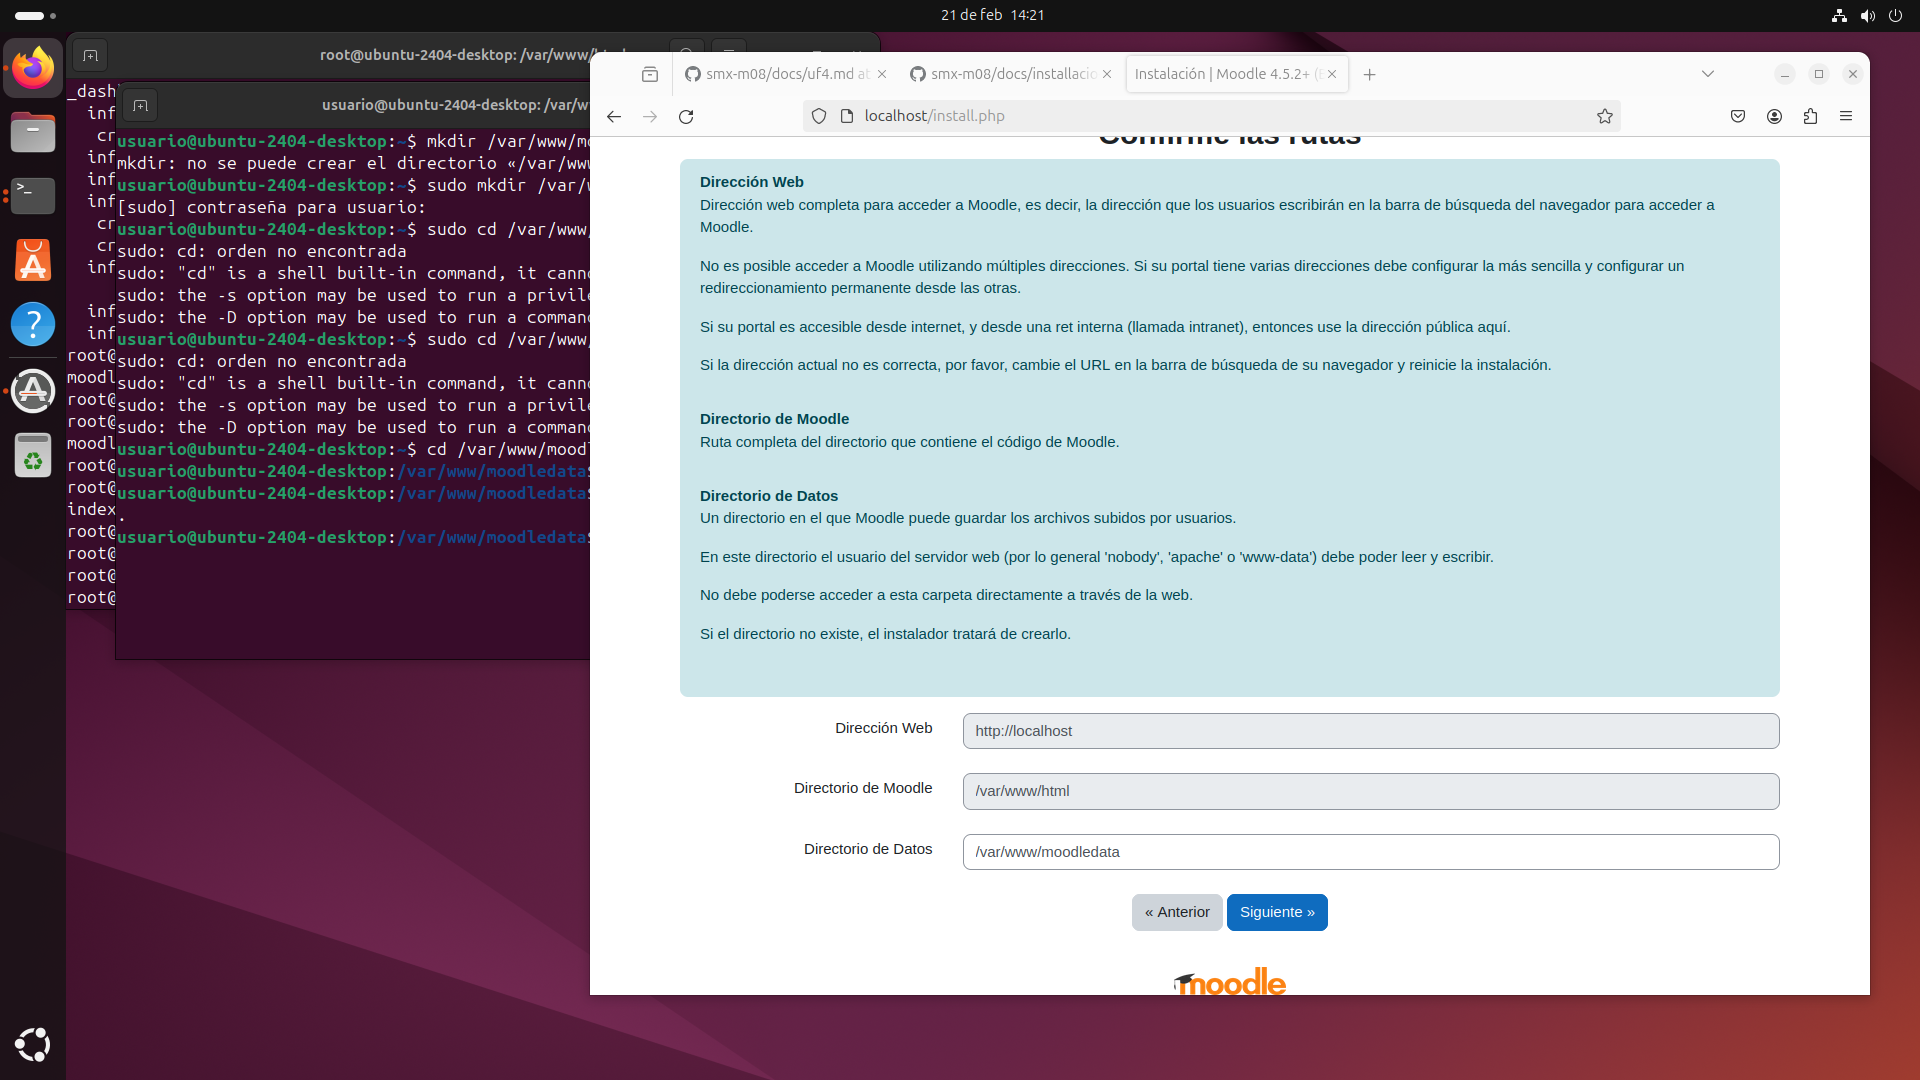 21 de feb 14:21
root@ubuntu-2404-desktop: /var/www/
_dash
inf
cr
inf
inf
inf
cr
cr
inf
inf
inf
root@
moodl
root@
root@
moodl
root@
root@
index
root@
root@
root@
root@
usuario@ubuntu-2404-desktop: /var/w
usuario@ubuntu-2404-desktop:~$ mkdir /var/www/mo
mkdir: no se puede crear el directorio «/var/ww
usuario@ubuntu-2404-desktop:~$ sudo mkdir /var/w
[sudo] contraseña para usuario:
usuario@ubuntu-2404-desktop:~$ sudo cd /var/www/
sudo: cd: orden no encontrada
sudo: "cd" is a shell built-in command, it canno
sudo: the -s option may be used to run a privile
sudo: the -D option may be used to run a comman
usuario@ubuntu-2404-desktop:~$ sudo cd /var/www/
sudo: cd: orden no encontrada
sudo: "cd" is a shell built-in command, it canno
sudo: the -s option may be used to run a privile
sudo: the -D option may be used to run a comman
usuario@ubuntu-2404-desktop:~$ cd /var/www/mood
usuario@ubuntu-2404-desktop:/var/www/moodledata$
usuario@ubuntu-2404-desktop:/var/www/moodledata$
.
usuario@ubuntu-2404-desktop:/var/www/moodledata$
smx-m08/docs/uf4.md at
smx-m08/docs/installacio
Instalación | Moodle 4.5.2+ (
localhost/install.php
Confirme las rutas
Dirección Web
Dirección web completa para acceder a Moodle, es decir, la dirección que los usuarios escribirán en la barra de búsqueda del navegador para acceder a
Moodle.
No es posible acceder a Moodle utilizando múltiples direcciones. Si su portal tiene varias direcciones debe configurar la más sencilla y configurar un
redireccionamiento permanente desde las otras.
Si su portal es accesible desde internet, y desde una ret interna (llamada intranet), entonces use la dirección pública aquí.
Si la dirección actual no es correcta, por favor, cambie el URL en la barra de búsqueda de su navegador y reinicie la instalación.
Directorio de Moodle
Ruta completa del directorio que contiene el código de Moodle.
Directorio de Datos
Un directorio en el que Moodle puede guardar los archivos subidos por usuarios.
En este directorio el usuario del servidor web (por lo general 'nobody', 'apache' o 'www-data') debe poder leer y escribir.
No debe poderse acceder a esta carpeta directamente a través de la web.
Si el directorio no existe, el instalador tratará de crearlo.
Dirección Web
http://localhost
Directorio de Moodle
/var/www/html
Directorio de Datos
/var/www/moodledata
« Anterior
Siguiente »
moodle